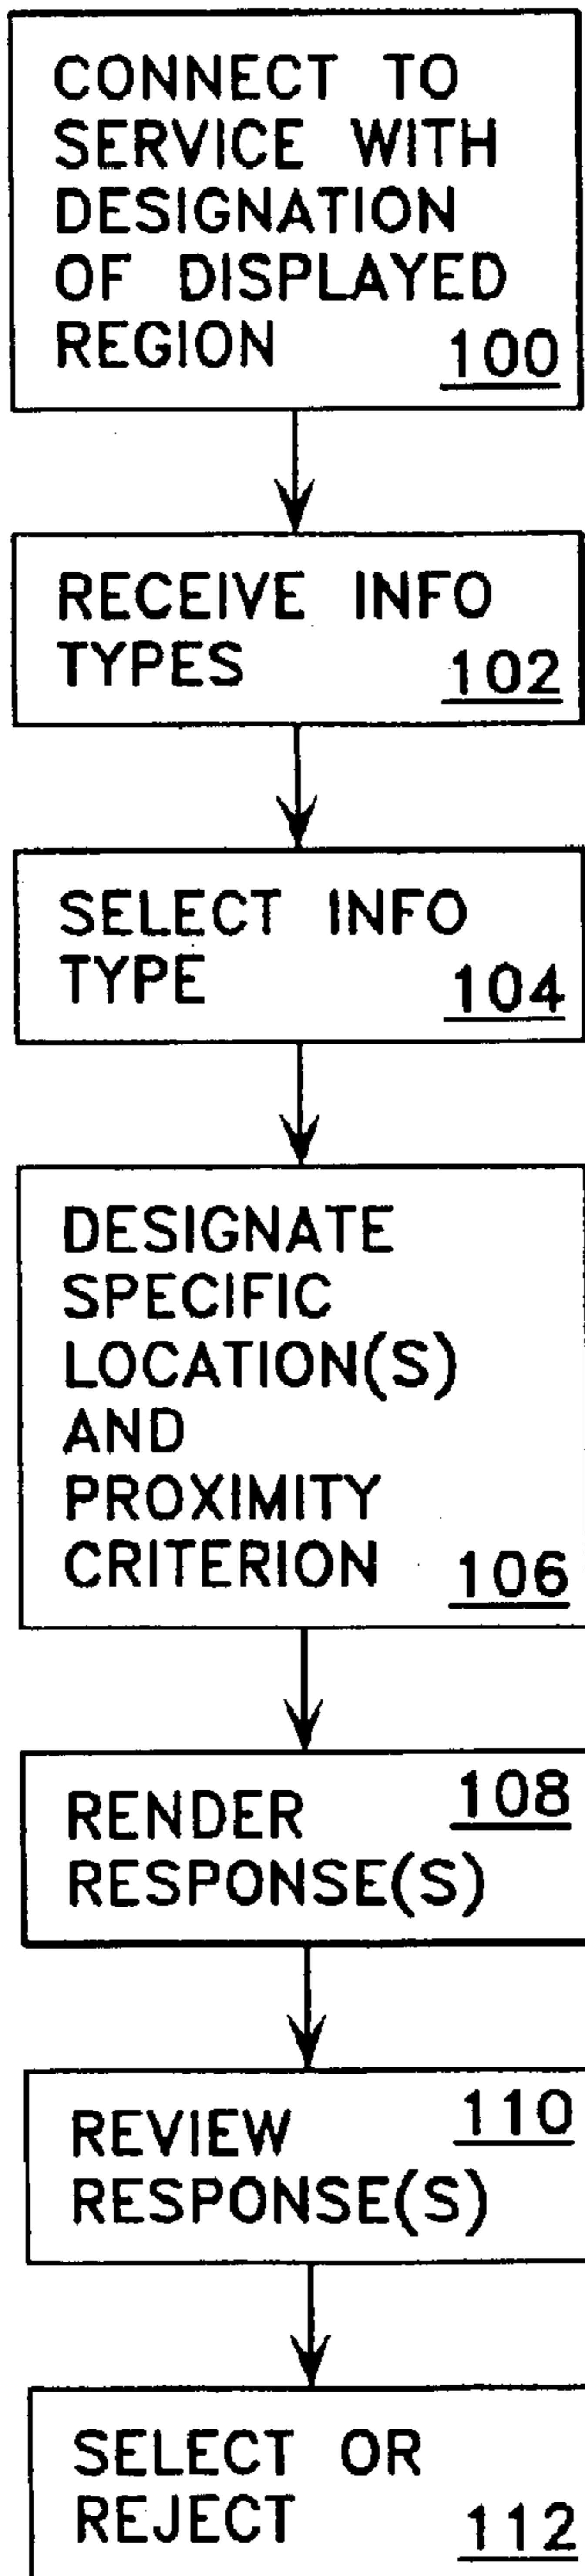 CONNECT TO
SERVICE WITH
DESIGNATION
OF DISPLAYED
REGION 100
RECEIVE INFO
TYPES 102
SELECT INFO
TYPE 104
DESIGNATE
SPECIFIC
LOCATION(S)
AND
PROXIMITY
CRITERION 106
RENDER 108
RESPONSE(S)
REVIEW 110
RESPONSE(S)
SELECT OR
REJECT 112